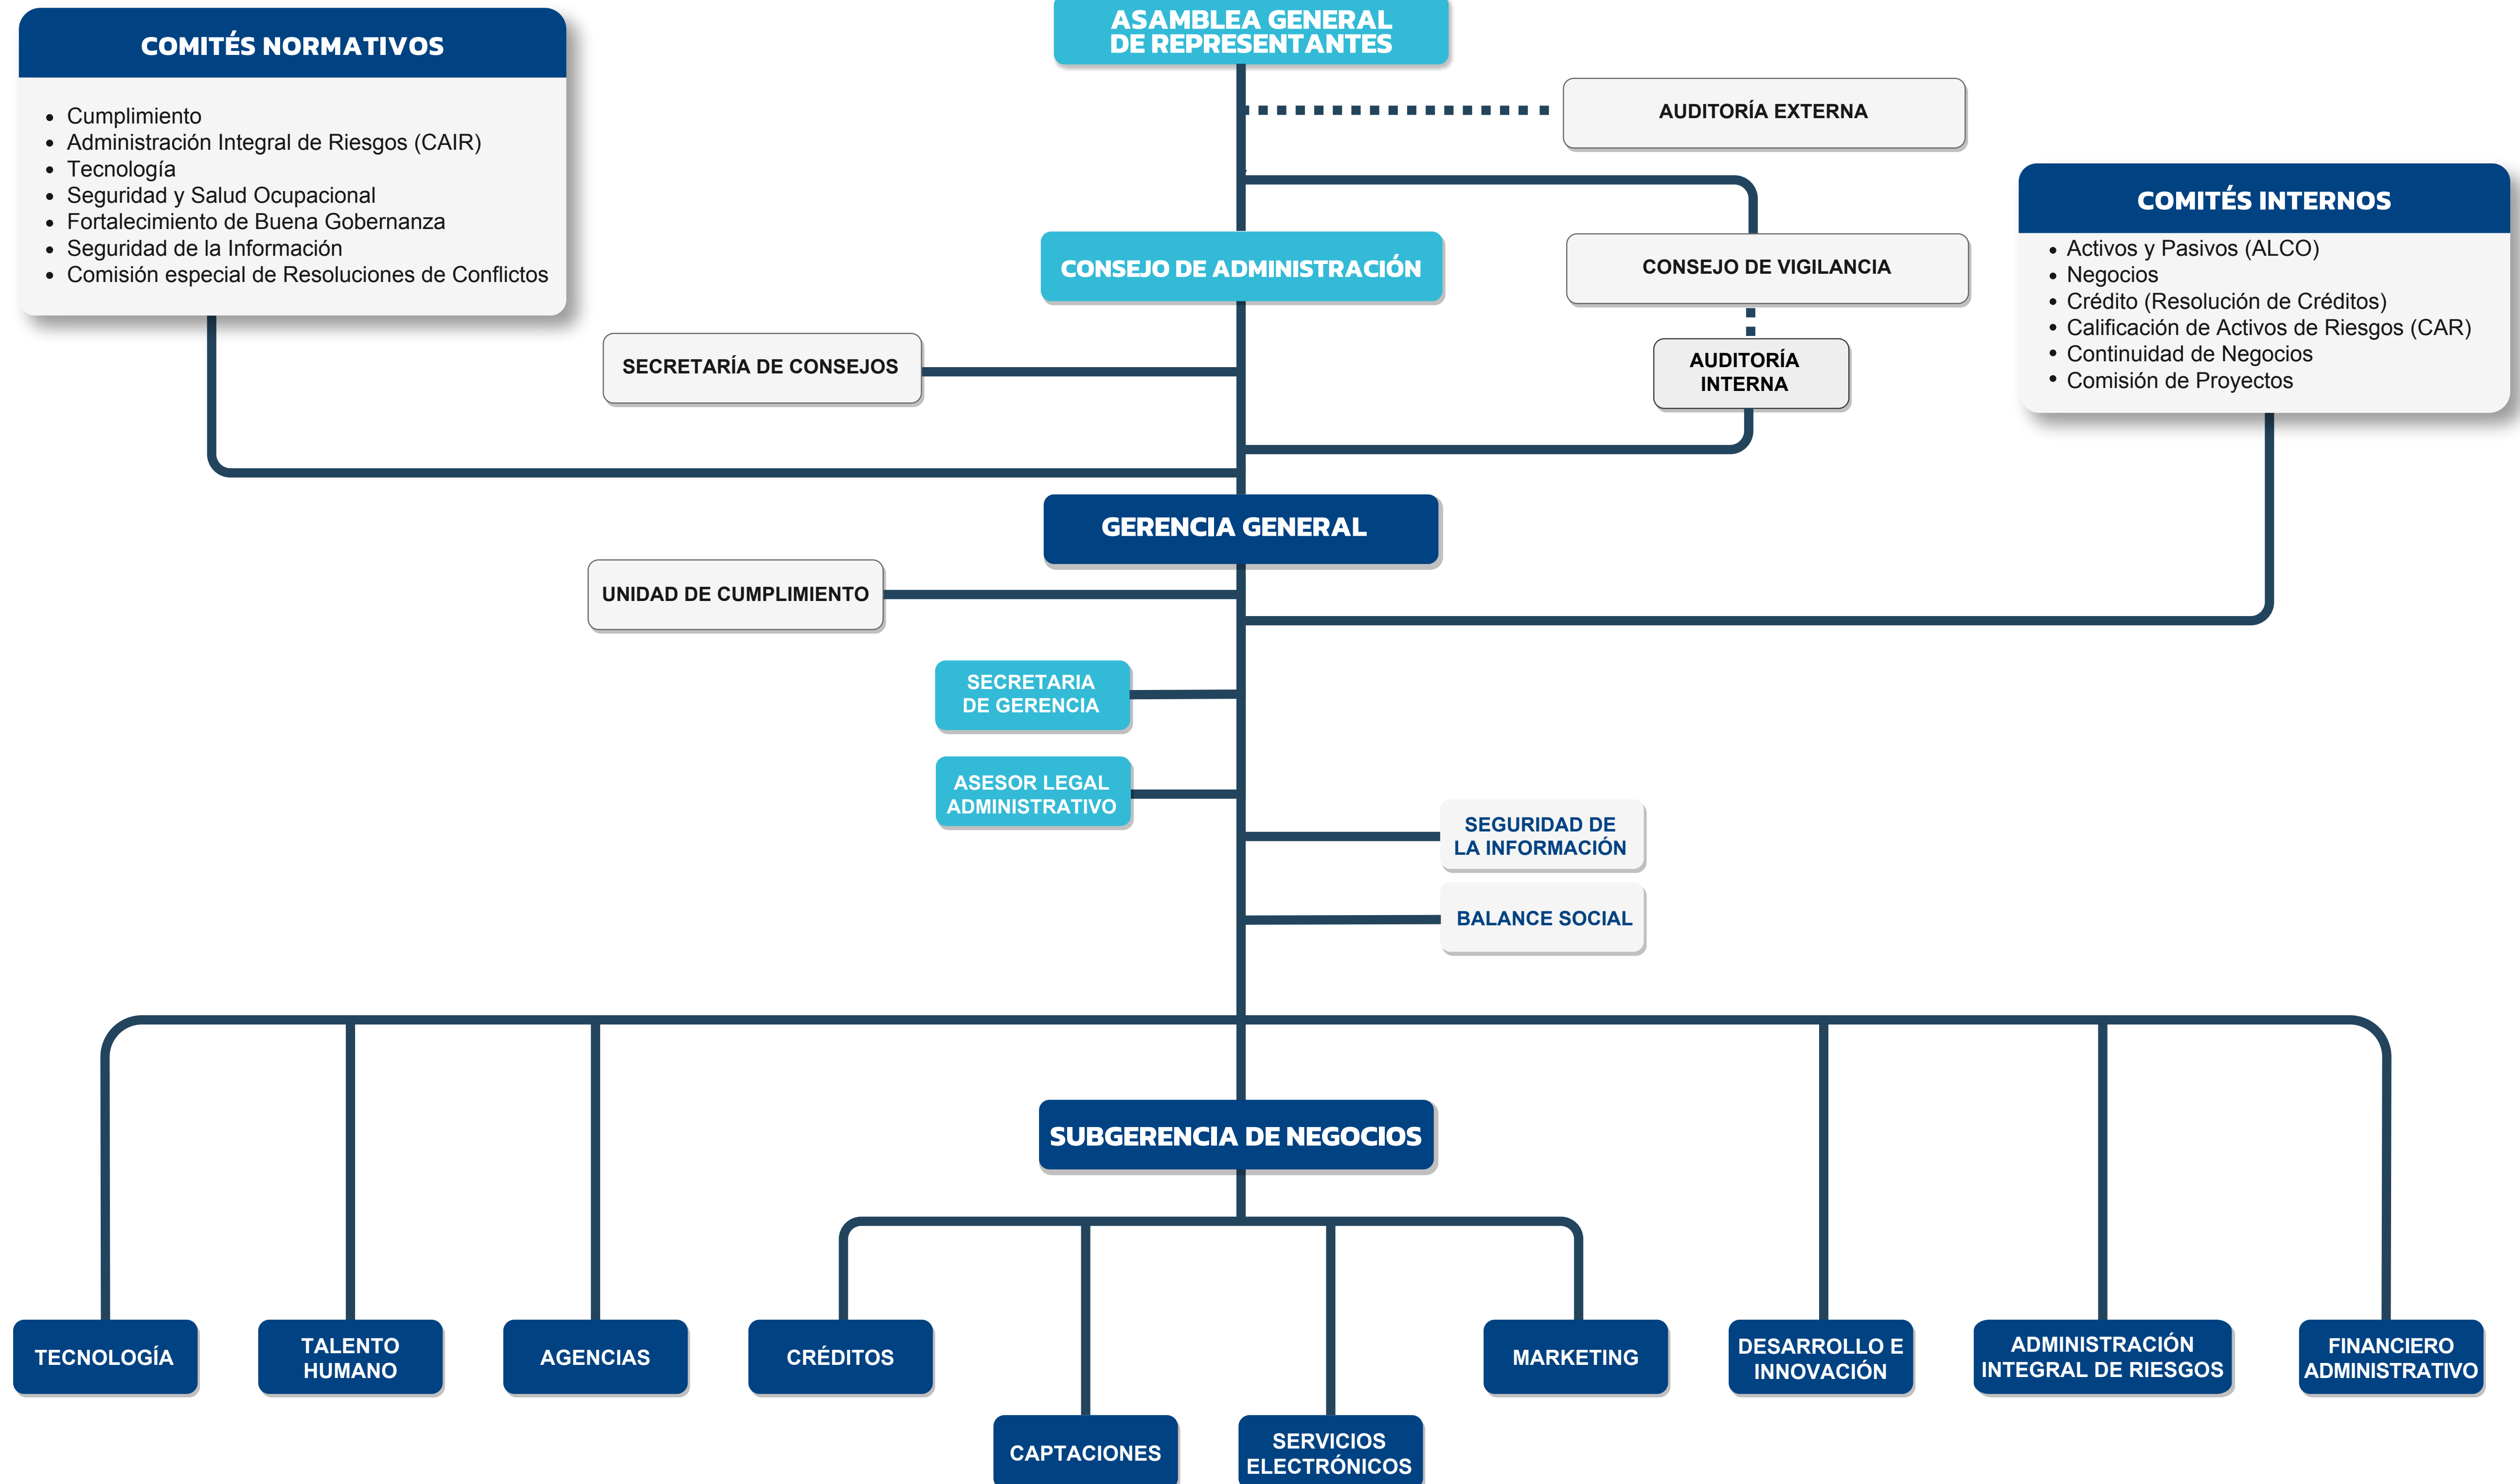 ASAMBLEA GENERAL
DE REPRESENTANTES
COMITÉS NORMATIVOS
• Cumplimiento
• Administración Integral de Riesgos (CAIR)
• Tecnología
• Seguridad y Salud Ocupacional
• Fortalecimiento de Buena Gobernanza
• Seguridad de la Información
• Comisión especial de Resoluciones de Conflictos
AUDITORÍA EXTERNA
COMITÉS INTERNOS
• Activos y Pasivos (ALCO)
• Negocios
• Crédito (Resolución de Créditos)
• Calificación de Activos de Riesgos (CAR)
• Continuidad de Negocios
• Comisión de Proyectos
CONSEJO DE ADMINISTRACIÓN
CONSEJO DE VIGILANCIA
SECRETARÍA DE CONSEJOS
AUDITORÍA
INTERNA
GERENCIA GENERAL
UNIDAD DE CUMPLIMIENTO
SECRETARIA
DE GERENCIA
ASESOR LEGAL
ADMINISTRATIVO
SEGURIDAD DE
LA INFORMACIÓN
BALANCE SOCIAL
SUBGERENCIA DE NEGOCIOS
TECNOLOGÍA
TALENTO
HUMANO
AGENCIAS
CRÉDITOS
MARKETING
DESARROLLO E
INNOVACIÓN
ADMINISTRACIÓN
INTEGRAL DE RIESGOS
FINANCIERO
ADMINISTRATIVO
CAPTACIONES
SERVICIOS
ELECTRÓNICOS